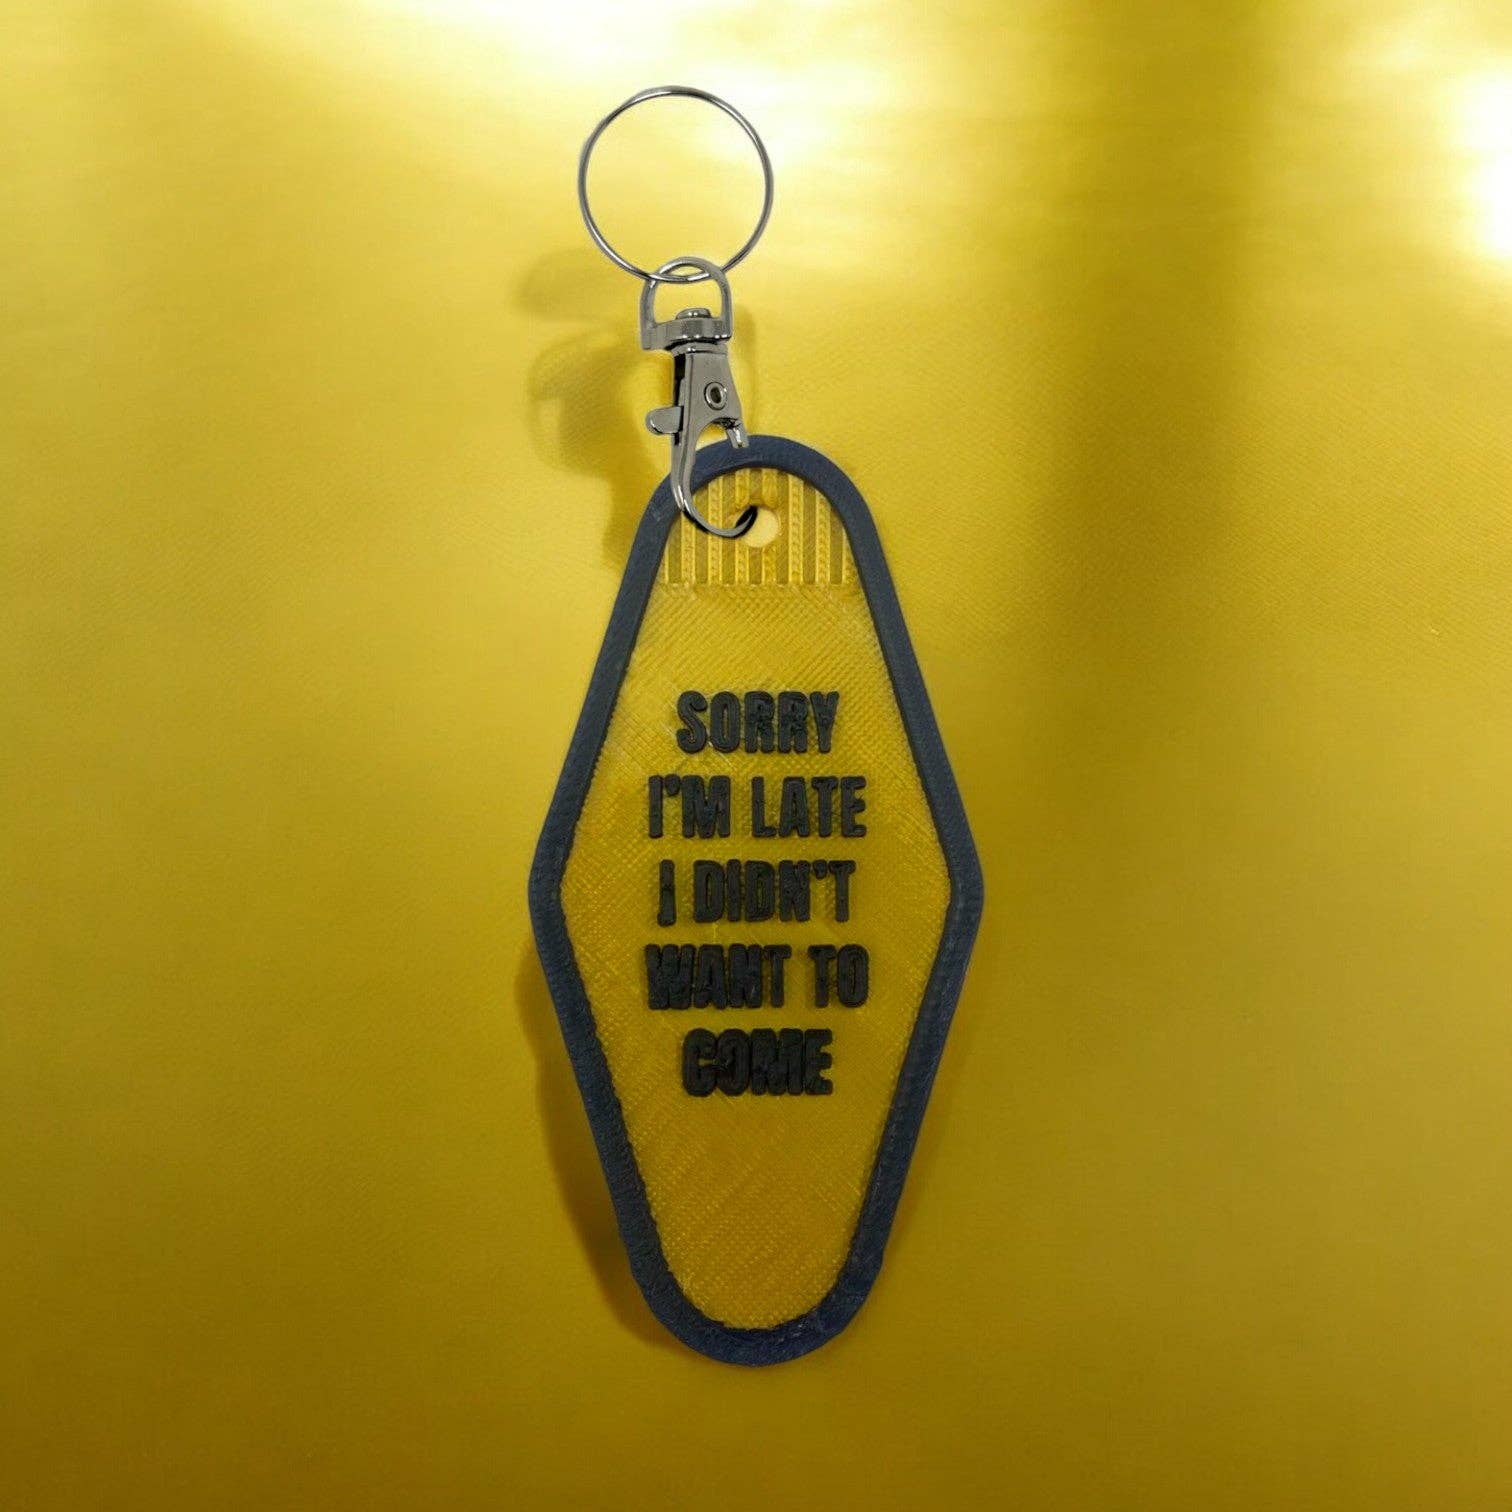 SORRY
I'M LATE
I DIDN'T
WANT TO
COME